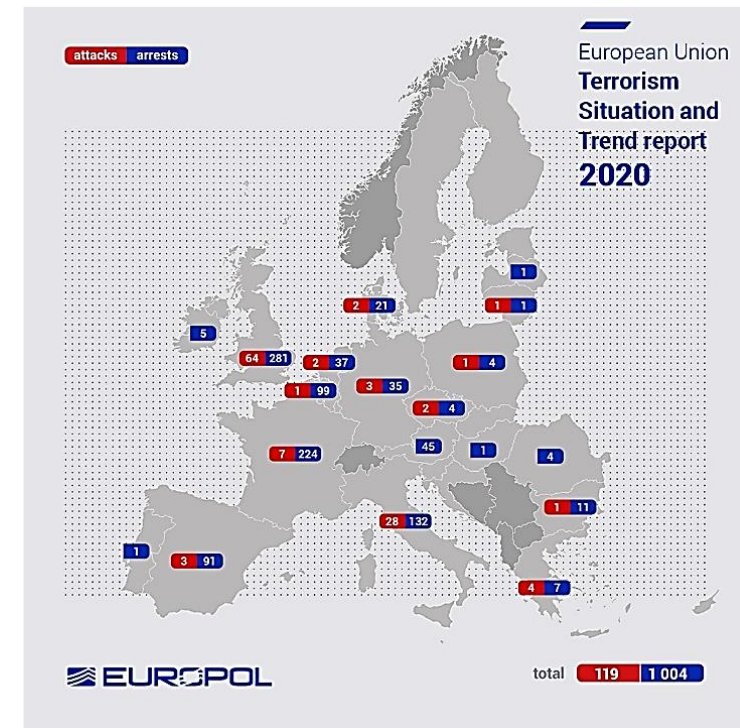 attacks arrests
European Union
Terrorism
Situation and
Trend report
2020
1
2 21
1 1
5
64 281
2 37
1 4
1 99
3 35
2 4
45
1
7 224
4
1 11
28 132
1
3 91
4 7
EUROPOL
total 119 1 004